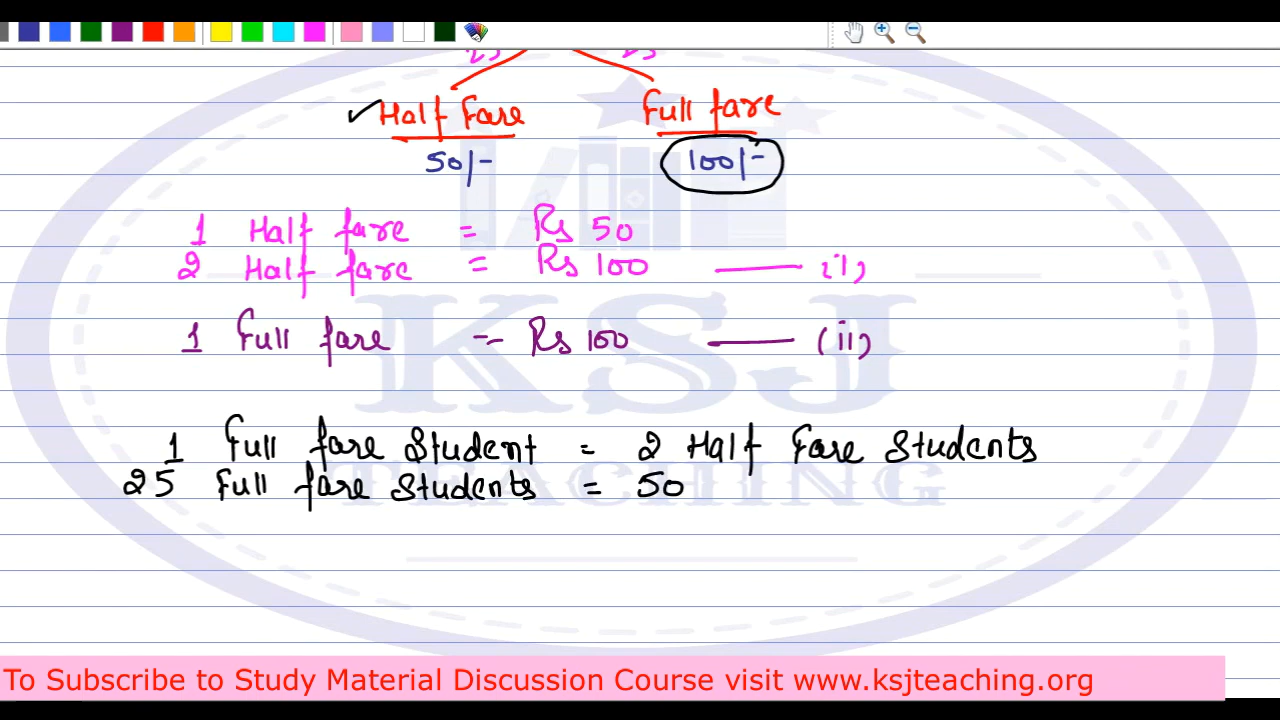 Half Fare Full fare
50/- 100/-
1 Half fare = Rs 50
2 Half fare = Rs 100 —— (i)
1 Full fare = Rs 100 —— (ii)
1 Full fare Student = 2 Half Fare Students
25 Full fare Students = 50
KSJ
TEACHING
To Subscribe to Study Material Discussion Course visit www.ksjteaching.org